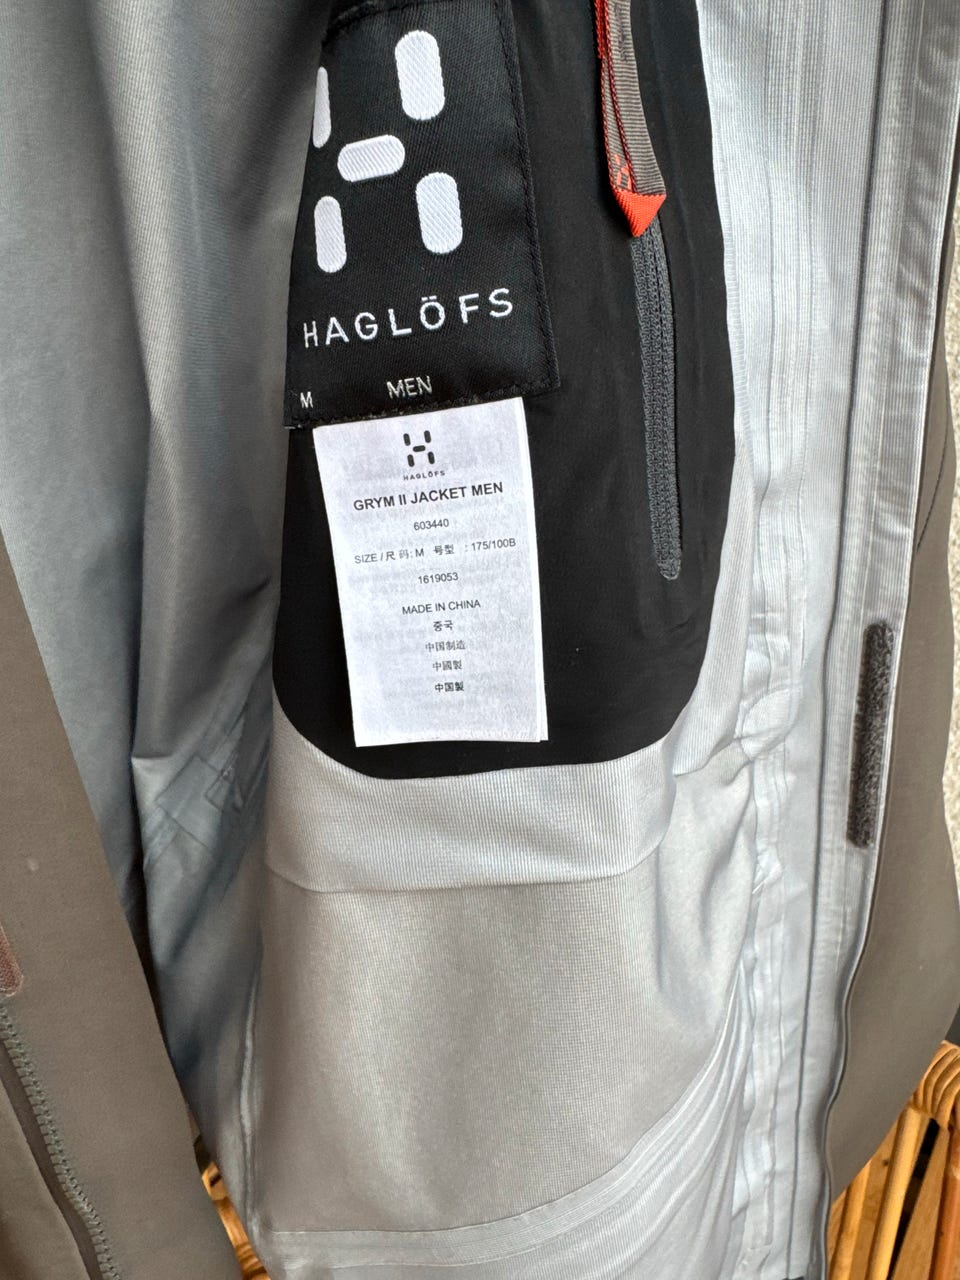 HAGLÖFS
M MEN
HAGLÖFS
GRYM II JACKET MEN
603440
SIZE / 尺 码: M 号型 : 175/100B
1619053
MADE IN CHINA
중국
中国制造
中國製
中国製